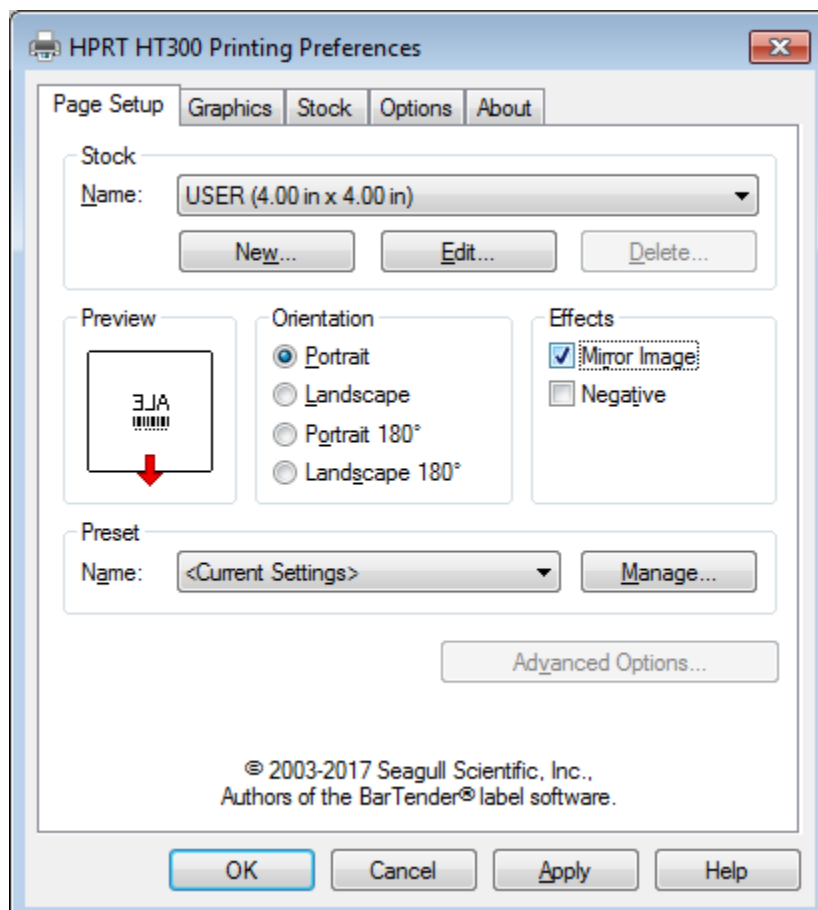 HPRT HT300 Printing Preferences
Page Setup Graphics Stock Options About
Stock
Name: USER (4.00 in x 4.00 in)
New... Edit... Delete...
Preview Orientation Effects
Portrait Mirror Image
Landscape Negative
Portrait 180°
Landscape 180°
ALE
Preset
Name: <Current Settings> Manage...
Advanced Options...
© 2003-2017 Seagull Scientific, Inc.,
Authors of the BarTender® label software.
OK Cancel Apply Help